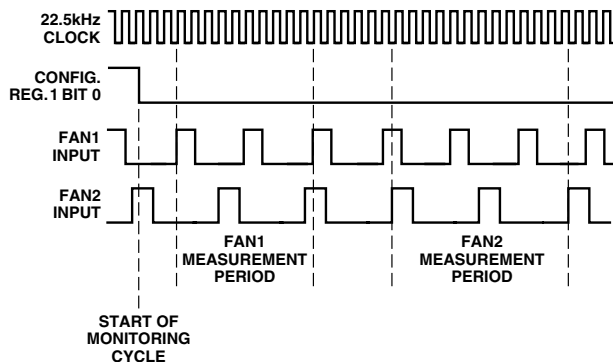 22.5kHz
CLOCK
CONFIG.
REG.1 BIT 0
FAN1
INPUT
FAN2
INPUT
FAN1
MEASUREMENT
PERIOD
FAN2
MEASUREMENT
PERIOD
START OF
MONITORING
CYCLE